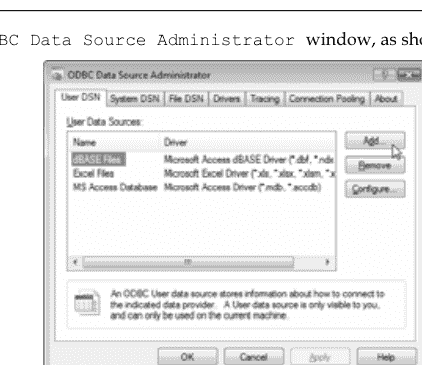 BC Data Source Administrator window, as sho
ODBC Data Source Administrator
User DSN System DSN File DSN Drivers Tracing Connection Pooling About
User Data Sources:
Name Driver
dBASE Files Microsoft Access dBASE Driver (*.dbf, *.ndx
Excel Files Microsoft Excel Driver (*.xls, *.xlsx, *.xlsm, *.x
MS Access Database Microsoft Access Driver (*.mdb, *.accdb)
Add...
Remove
Configure...
An ODBC User data source stores information about how to connect to
the indicated data provider. A User data source is only visible to you,
and can only be used on the current machine.
OK Cancel Apply Help